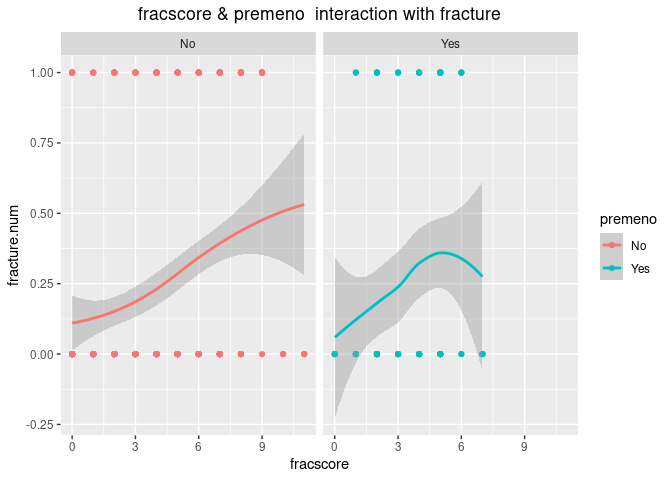 fracscore & premeno  interaction with fracture
No
Yes
1.00
0.75
0.50
0.25
0.00
-0.25
fracture.num
0
3
6
9
0
3
6
9
fracscore
premeno
No
Yes